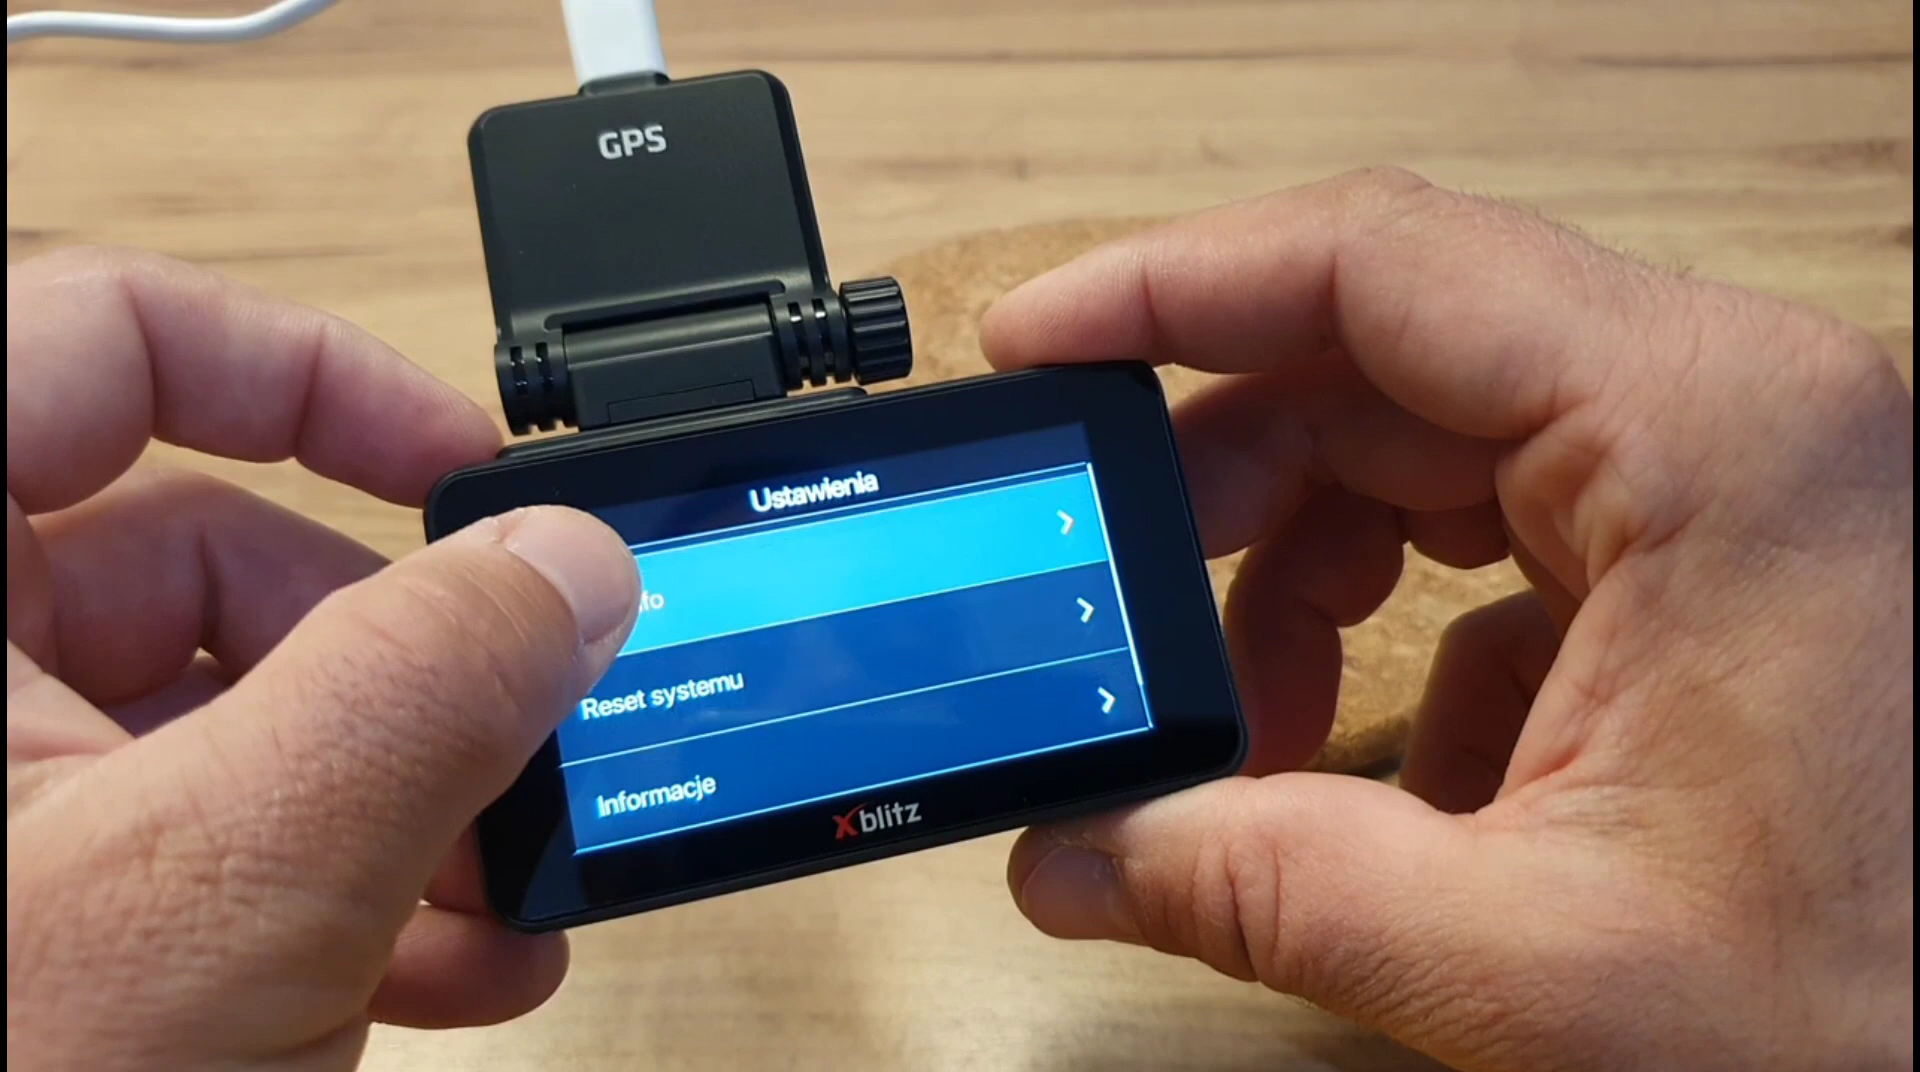 GPS
Ustawienia
Reset systemu
Informacje
xblitz